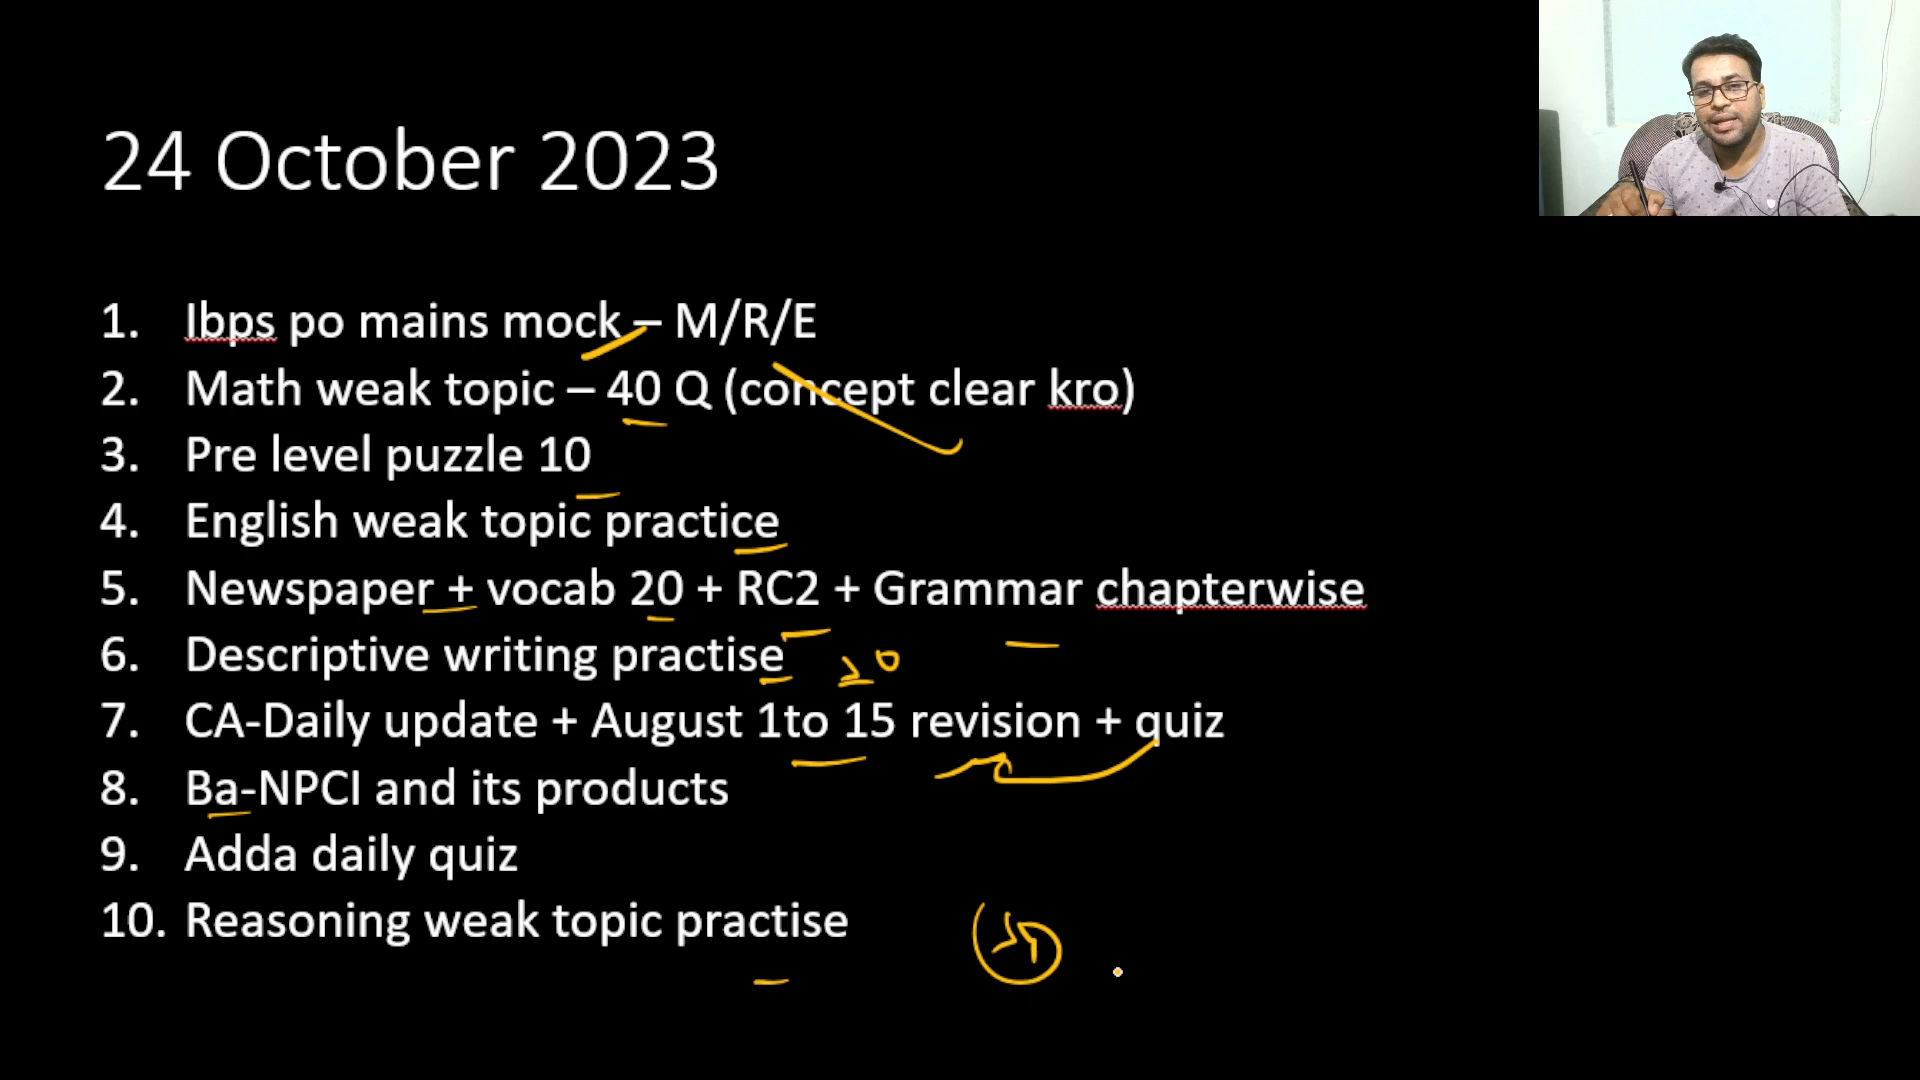 24 October 2023
1. Ibps po mains mock – M/R/E
2. Math weak topic – 40 Q (concept clear kro)
3. Pre level puzzle 10
4. English weak topic practice
5. Newspaper + vocab 20 + RC2 + Grammar chapterwise
6. Descriptive writing practise 20
7. CA-Daily update + August 1to 15 revision + quiz
8. Ba-NPCI and its products
9. Adda daily quiz
10. Reasoning weak topic practise